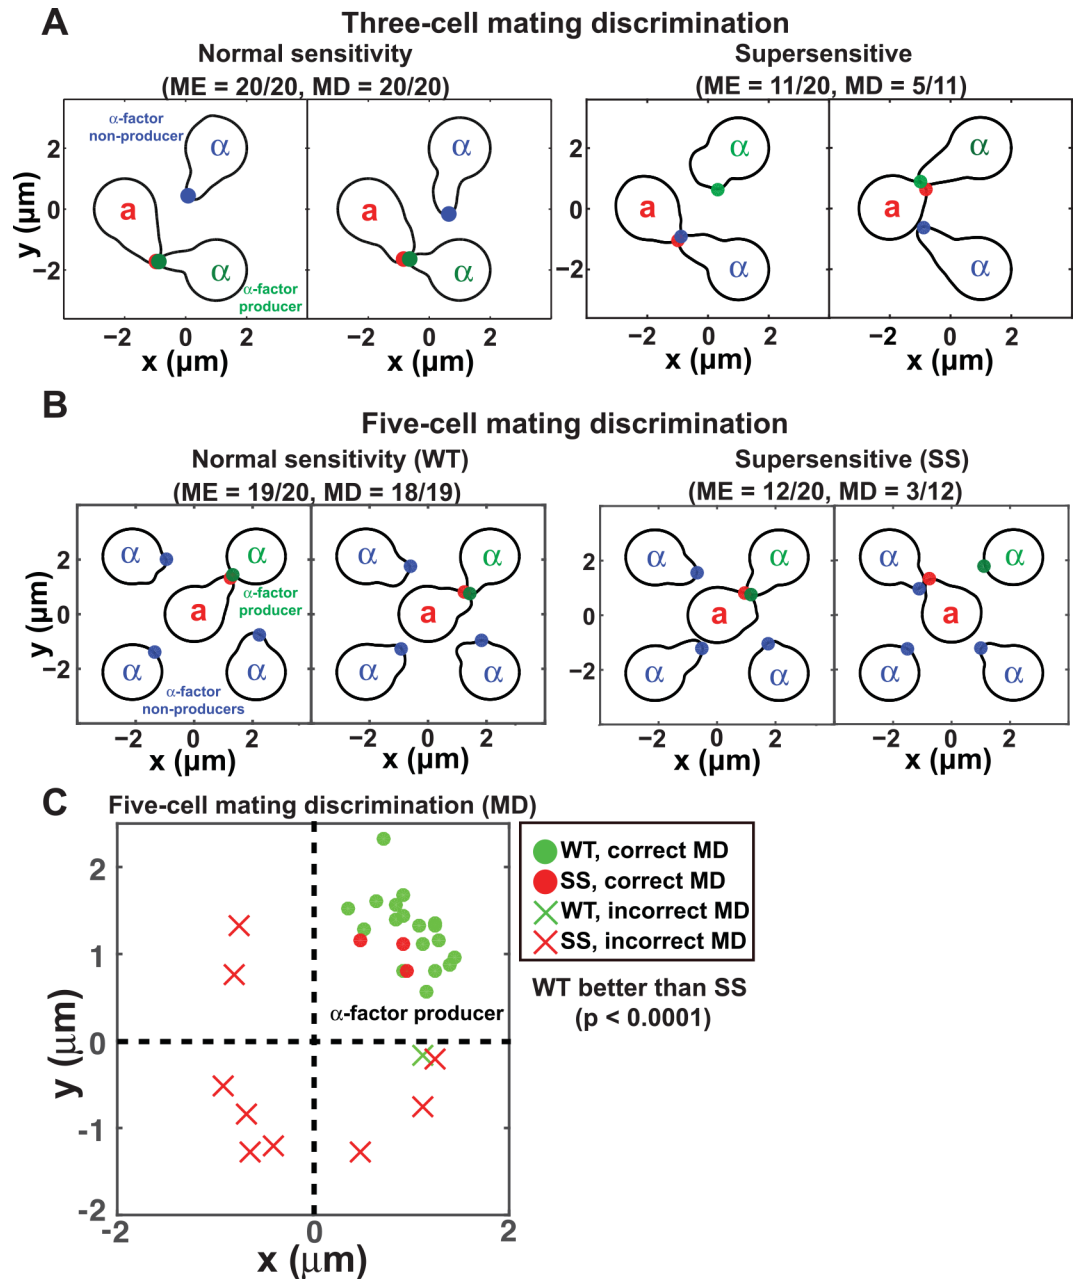 A
Three-cell mating discrimination
Normal sensitivity
(ME = 20/20, MD = 20/20)
Supersensitive
(ME = 11/20, MD = 5/11)
α-factor
non-producer
α
a
α
α-factor
producer
α
a
α
α
a
α
α
a
α
2
0
−2
y (µm)
−2 0 2
−2 0 2
x (µm)
x (µm)
2
0
−2
−2 0 2
−2 0 2
x (µm)
x (µm)
B
Five-cell mating discrimination
Normal sensitivity (WT)
(ME = 19/20, MD = 18/19)
Supersensitive (SS)
(ME = 12/20, MD = 3/12)
α α
α-factor
producer
a
α α
α-factor
non-producers
α α
a
α α
α α
a
α α
α α
a
α α
2
0
−2
y (µm)
−2 0 2
−2 0 2
x (µm)
x (µm)
2
0
−2
−2 0 2
−2 0 2
x (µm)
x (µm)
C
Five-cell mating discrimination (MD)
2
1
0
-1
-2
y (µm)
α-factor producer
-2 0 2
x (µm)
WT, correct MD
SS, correct MD
WT, incorrect MD
SS, incorrect MD
WT better than SS
(p < 0.0001)